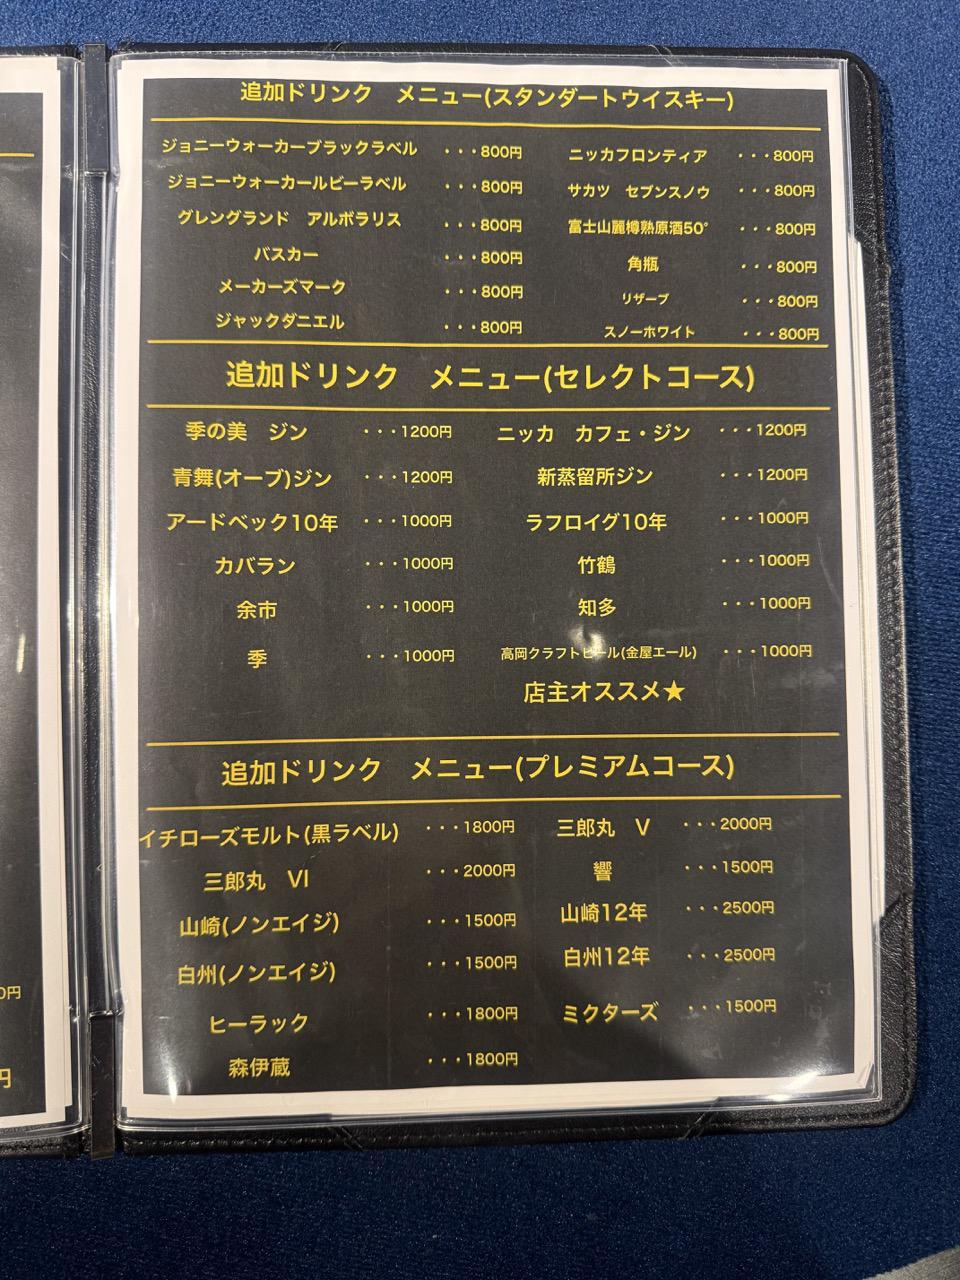 追加ドリンク　メニュー(スタンダートウイスキー)
ジョニーウォーカーブラックラベル ・・・800円 ニッカフロンティア ・・・800円
ジョニーウォーカールビーラベル ・・・800円 サカツ　セブンスノウ ・・・800円
グレングランド　アルボラリス ・・・800円 富士山麗樽熟原酒50° ・・・800円
バスカー ・・・800円 角瓶 ・・・800円
メーカーズマーク ・・・800円 リザーブ ・・・800円
ジャックダニエル ・・・800円 スノーホワイト ・・・800円
追加ドリンク　メニュー(セレクトコース)
季の美　ジン ・・・1200円 ニッカ　カフェ・ジン ・・・1200円
青舞(オーブ)ジン ・・・1200円 新蒸留所ジン ・・・1200円
アードベック10年 ・・・1000円 ラフロイグ10年 ・・・1000円
カバラン ・・・1000円 竹鶴 ・・・1000円
余市 ・・・1000円 知多 ・・・1000円
季 ・・・1000円 高岡クラフトビール(金屋エール) ・・・1000円
店主オススメ★
追加ドリンク　メニュー(プレミアムコース)
イチローズモルト(黒ラベル) ・・・1800円 三郎丸　Ⅴ ・・・2000円
三郎丸　Ⅵ ・・・2000円 響 ・・・1500円
山崎(ノンエイジ) ・・・1500円 山崎12年 ・・・2500円
白州(ノンエイジ) ・・・1500円 白州12年 ・・・2500円
ヒーラック ・・・1800円 ミクターズ ・・・1500円
森伊蔵 ・・・1800円
0円
円